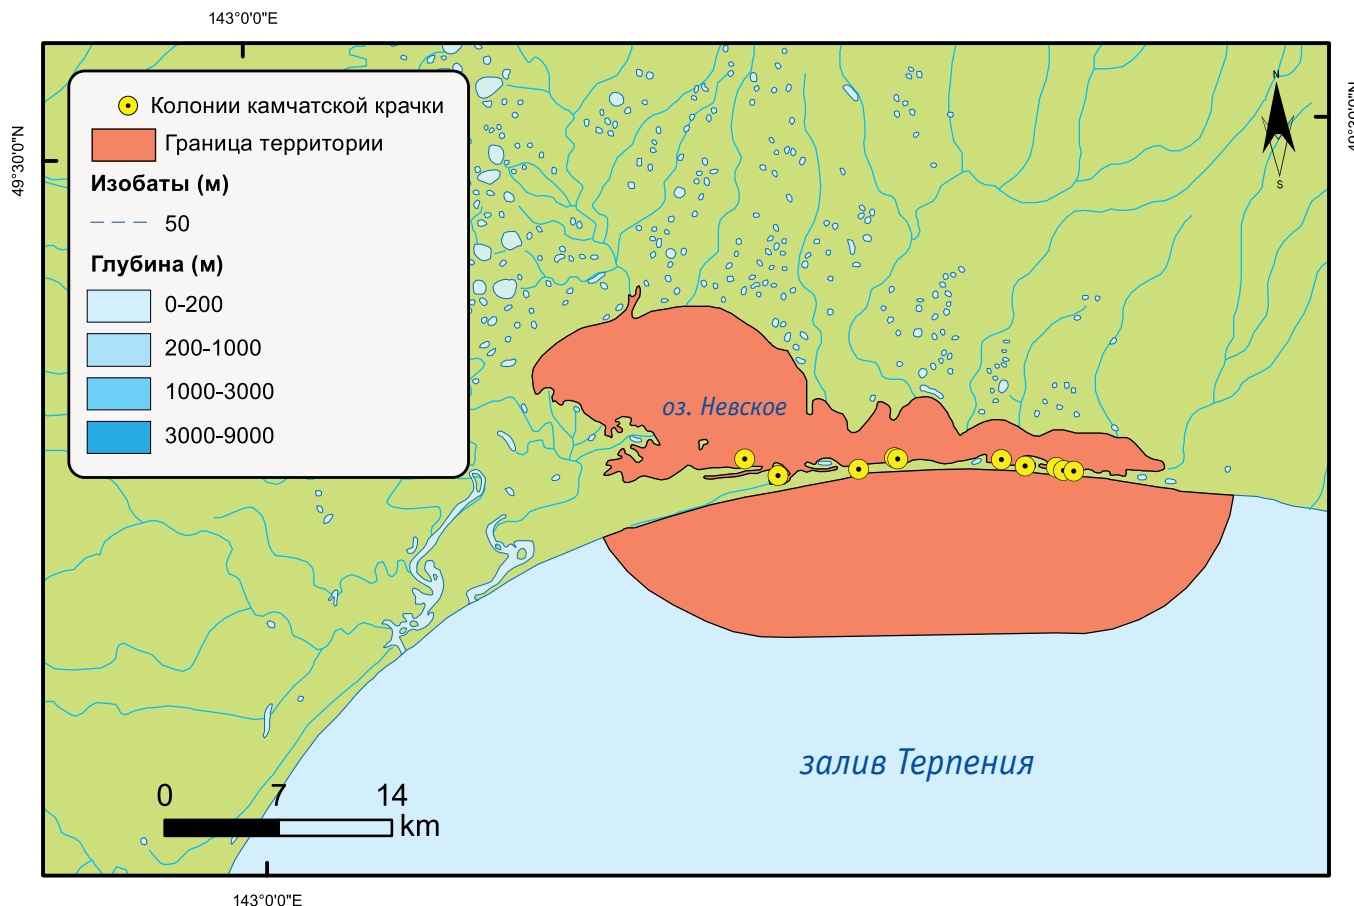 143°0'0"E
49°30'0"N
N
S
Колонии камчатской крачки
Граница территории
Изобаты (м)
50
Глубина (м)
0-200
200-1000
1000-3000
3000-9000
оз. Невское
залив Терпения
0 7 14
km
143°0'0"E